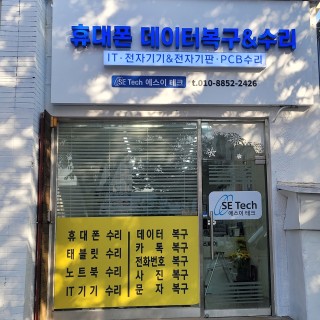 휴대폰 데이터복구&수리
IT·전자기기&전자기판·PCB수리
SE Tech 에스이 테크 t.010-8852-2426
SE Tech
에스이 테크
휴대폰 수리 데이터 복구
태블릿 수리 카톡 복구
노트북 수리 전화번호 복구
IT기기 수리 사진 복구
문자 복구